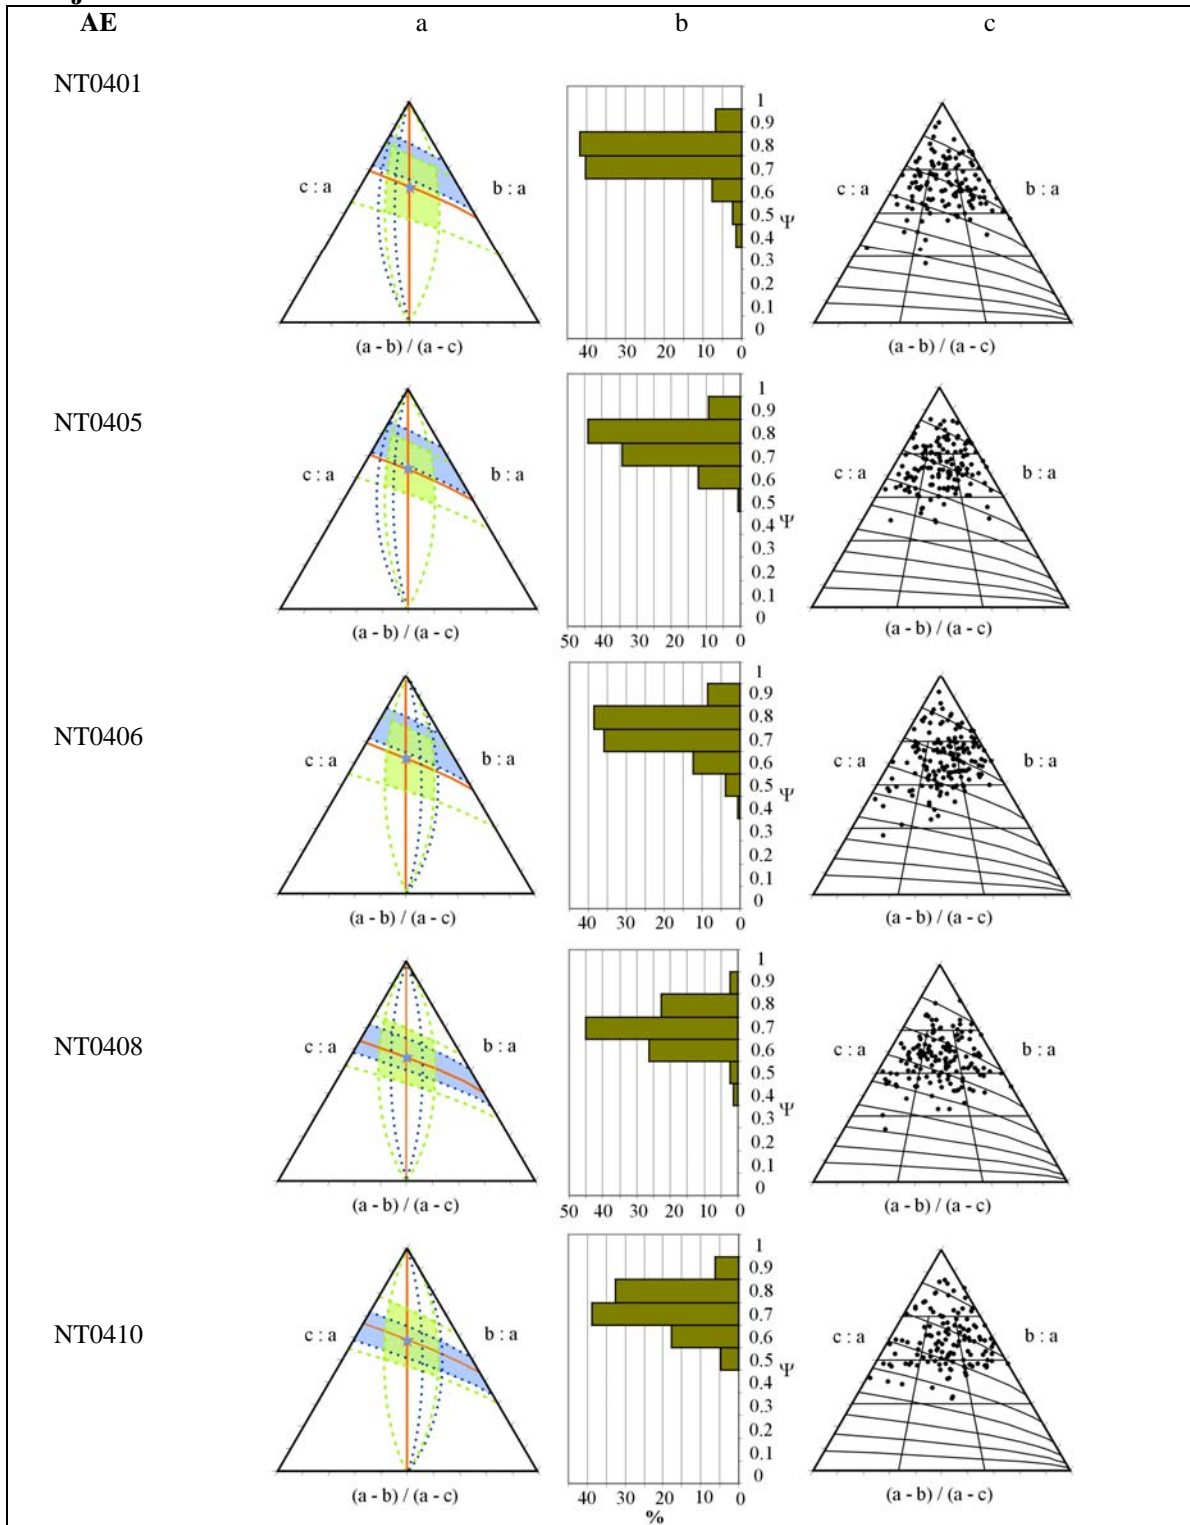 AE a b c
NT0401
c : a b : a
(a - b) / (a - c)
1
0.9
0.8
0.7
0.6
0.5
0.4
0.3
0.2
0.1
0
Ψ
40 30 20 10 0
c : a b : a
(a - b) / (a - c)
NT0405
c : a b : a
(a - b) / (a - c)
1
0.9
0.8
0.7
0.6
0.5
0.4
0.3
0.2
0.1
0
Ψ
50 40 30 20 10 0
c : a b : a
(a - b) / (a - c)
NT0406
c : a b : a
(a - b) / (a - c)
1
0.9
0.8
0.7
0.6
0.5
0.4
0.3
0.2
0.1
0
Ψ
40 30 20 10 0
c : a b : a
(a - b) / (a - c)
NT0408
c : a b : a
(a - b) / (a - c)
1
0.9
0.8
0.7
0.6
0.5
0.4
0.3
0.2
0.1
0
Ψ
50 40 30 20 10 0
c : a b : a
(a - b) / (a - c)
NT0410
c : a b : a
(a - b) / (a - c)
1
0.9
0.8
0.7
0.6
0.5
0.4
0.3
0.2
0.1
0
Ψ
40 30 20 10 0
%
c : a b : a
(a - b) / (a - c)